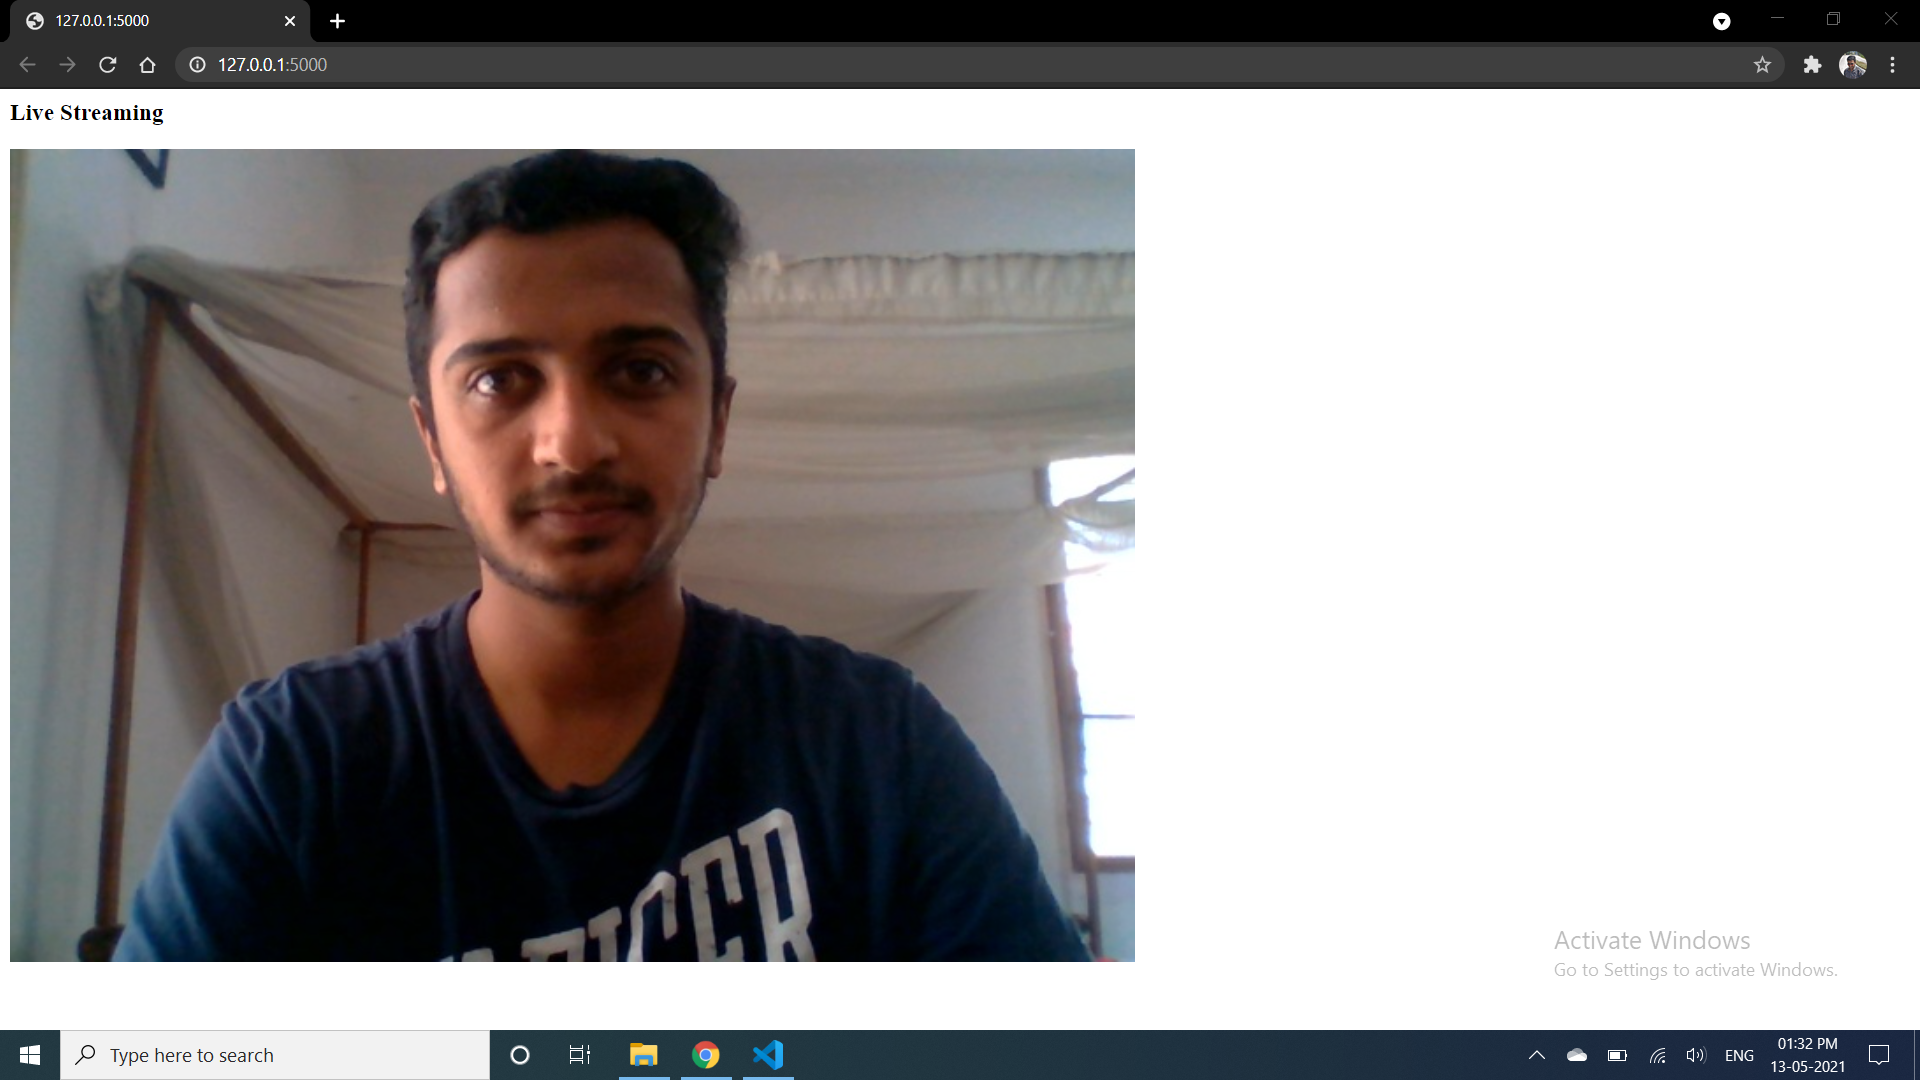 127.0.0.1:5000
127.0.0.1:5000
Live Streaming
Activate Windows
Go to Settings to activate Windows.
Type here to search
ENG
01:32 PM
13-05-2021